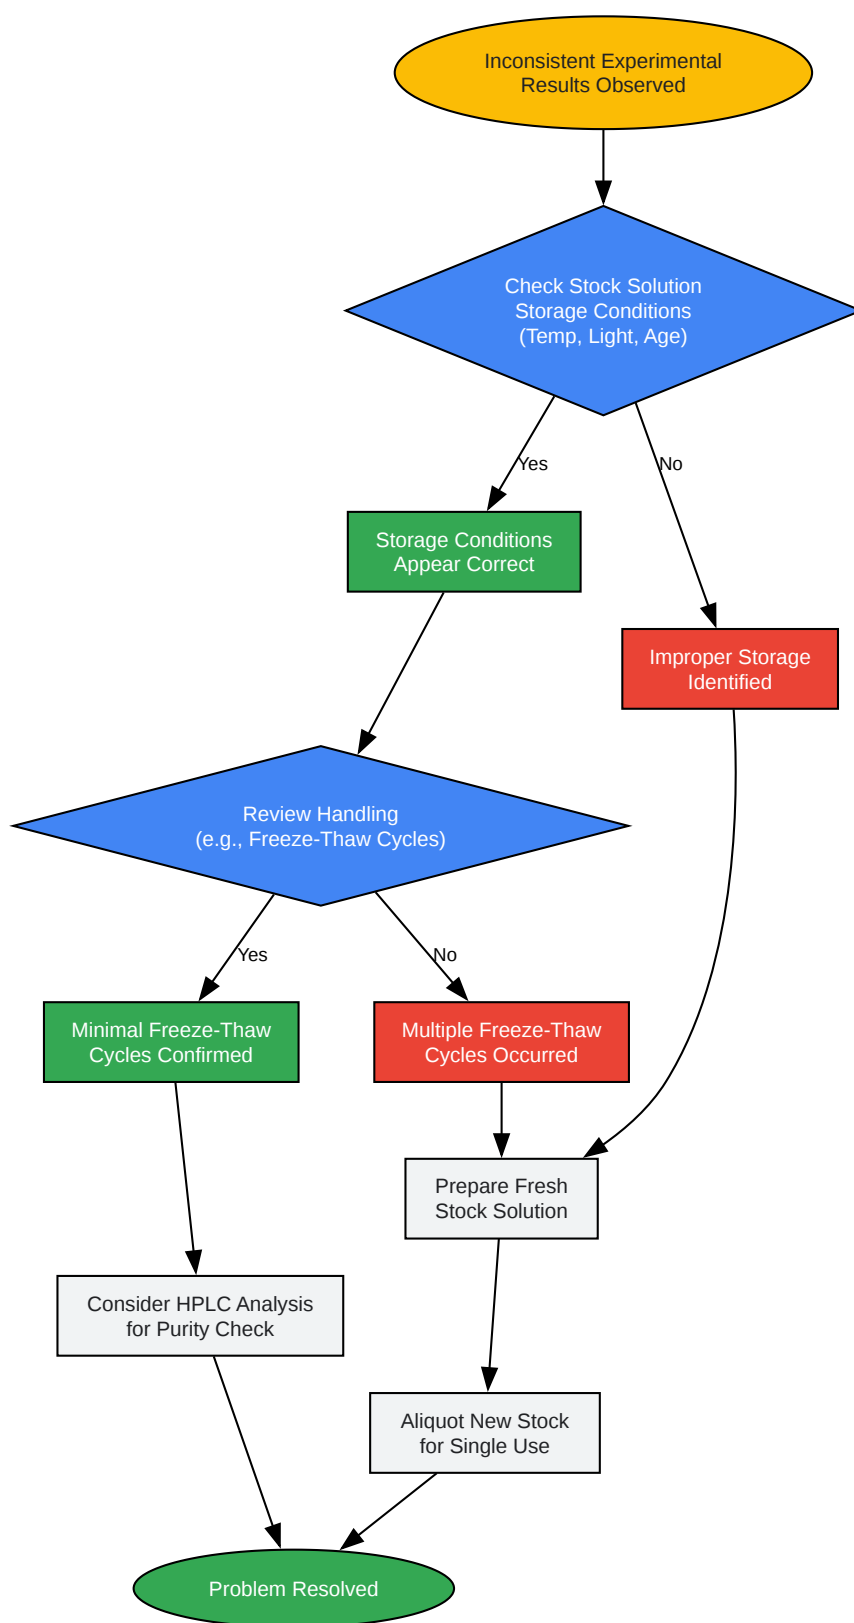 Inconsistent Experimental
Results Observed
Check Stock Solution
Storage Conditions
(Temp, Light, Age)
Yes
No
Storage Conditions
Appear Correct
Improper Storage
Identified
Review Handling
(e.g., Freeze-Thaw Cycles)
Yes
No
Minimal Freeze-Thaw
Cycles Confirmed
Multiple Freeze-Thaw
Cycles Occurred
Prepare Fresh
Stock Solution
Consider HPLC Analysis
for Purity Check
Aliquot New Stock
for Single Use
Problem Resolved